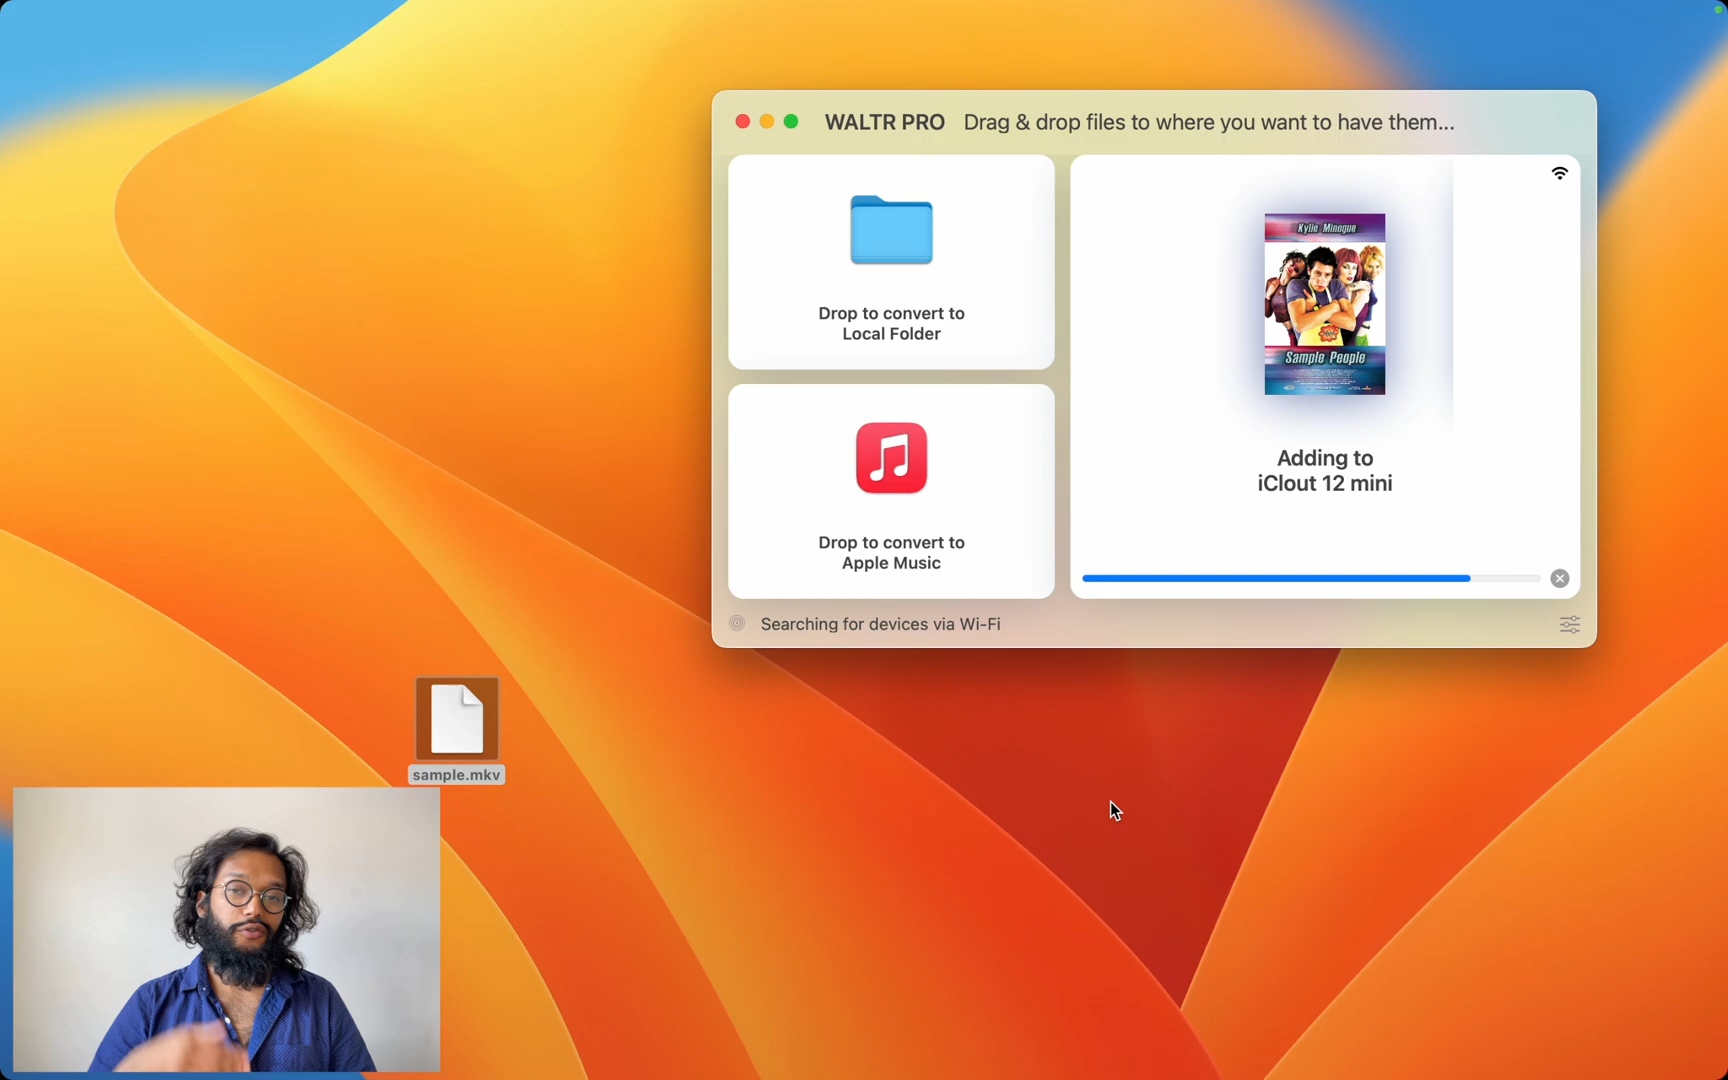 WALTR PRO Drag & drop files to where you want to have them...
Drop to convert to
Local Folder
Kylie Minogue
Sample People
Adding to
iClout 12 mini
Drop to convert to
Apple Music
Searching for devices via Wi-Fi
sample.mkv